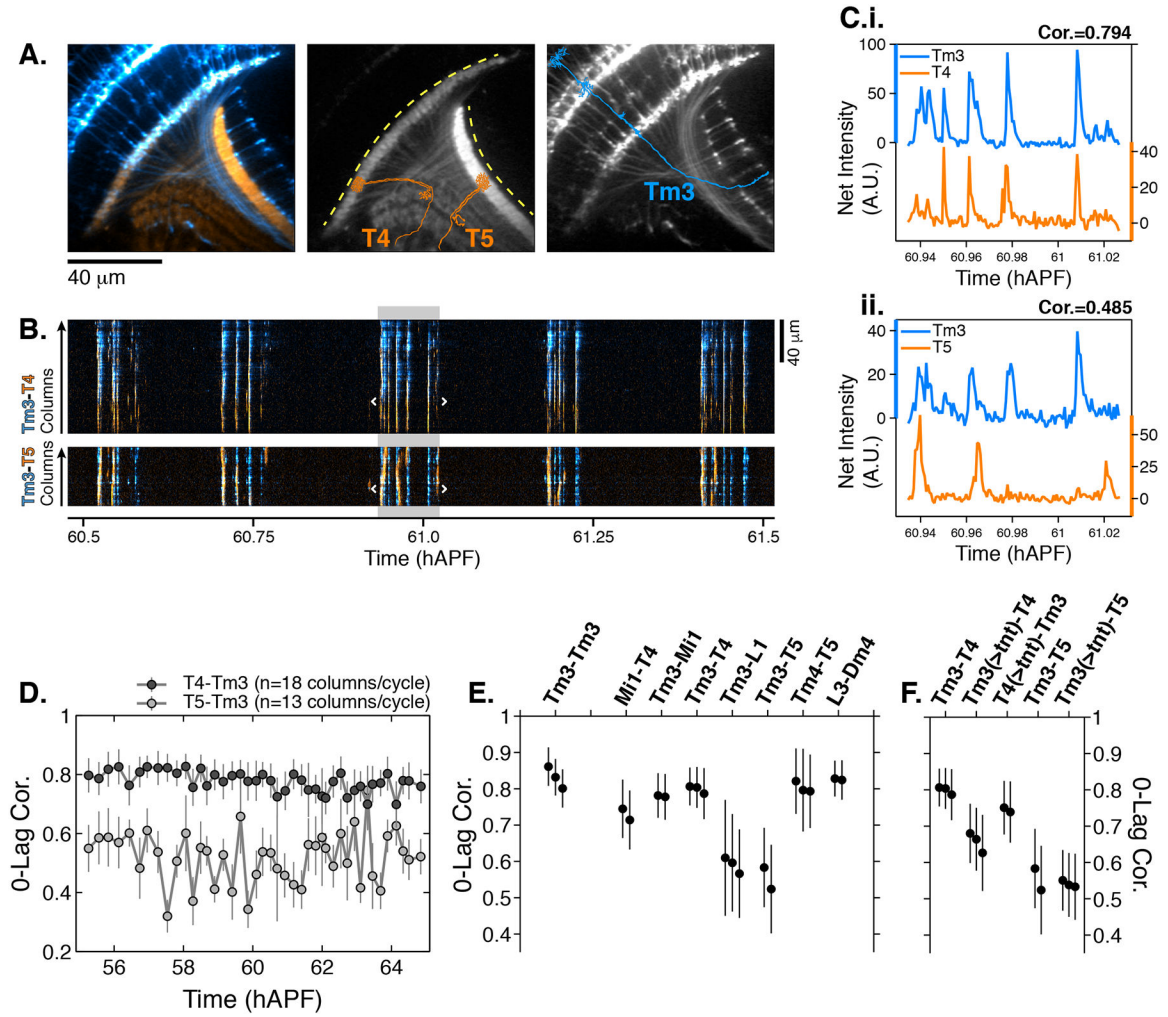 A.
T4
T5
Tm3
40 μm
B.
Tm3-T4
Columns
Tm3-T5
Columns
40 μm
60.5
60.75
61.0
61.25
61.5
Time (hAPF)
C.i.
Cor.=0.794
Tm3
T4
100
50
0
40
20
0
Net Intensity
(A.U.)
60.94
60.96
60.98
61
61.02
Time (hAPF)
ii.
Cor.=0.485
Tm3
T5
40
20
0
50
25
0
Net Intensity
(A.U.)
60.94
60.96
60.98
61
61.02
Time (hAPF)
D.
T4-Tm3 (n=18 columns/cycle)
T5-Tm3 (n=13 columns/cycle)
1
0.8
0.6
0.4
0.2
0-Lag Cor.
56
58
60
62
64
Time (hAPF)
E.
Tm3-Tm3
Mi1-T4
Tm3-Mi1
Tm3-T4
Tm3-L1
Tm3-T5
Tm4-T5
L3-Dm4
1
0.9
0.8
0.7
0.6
0.5
0.4
0-Lag Cor.
F.
Tm3-T4
Tm3(>tnt)-T4
T4(>tnt)-Tm3
Tm3-T5
Tm3(>tnt)-T5
1
0.9
0.8
0.7
0.6
0.5
0.4
0-Lag Cor.